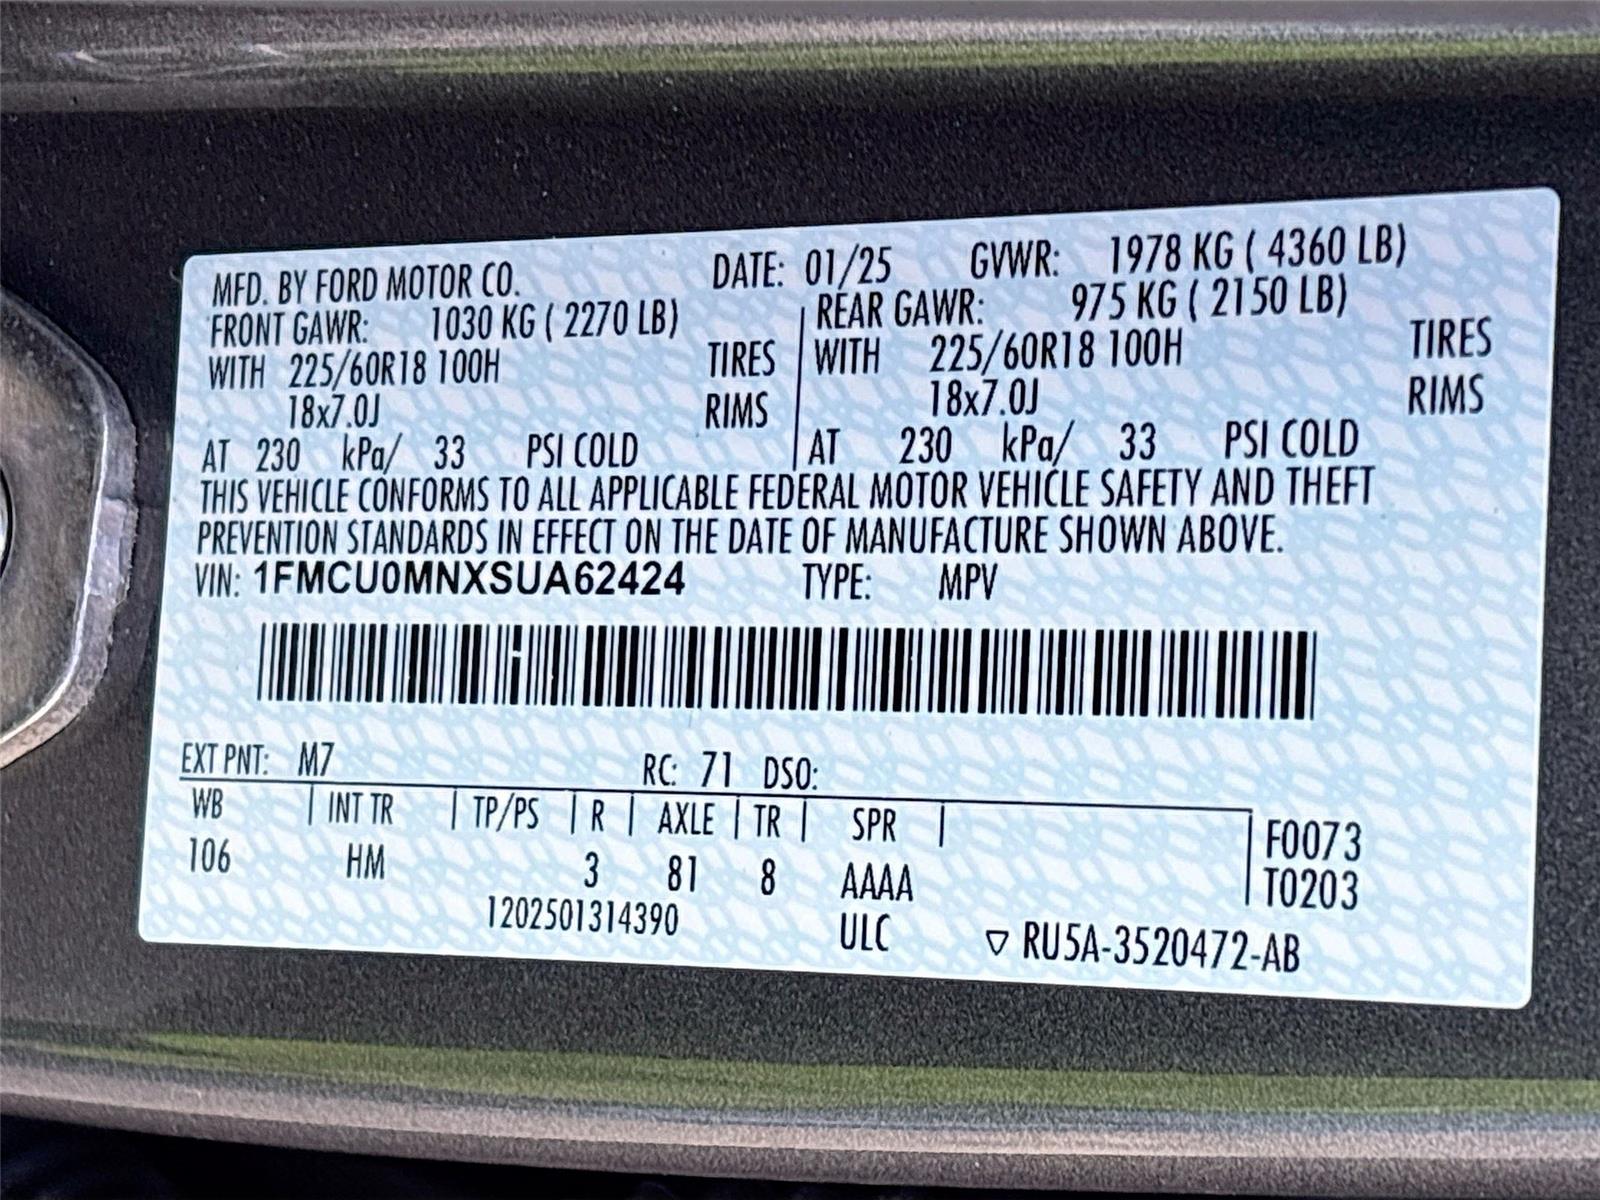 MFD. BY FORD MOTOR CO. DATE: 01/25 GVWR: 1978 KG ( 4360 LB)
FRONT GAWR: 1030 KG ( 2270 LB) REAR GAWR: 975 KG ( 2150 LB)
WITH 225/60R18 100H TIRES WITH 225/60R18 100H TIRES
18x7.0J RIMS 18x7.0J RIMS
AT 230 kPa/ 33 PSI COLD AT 230 kPa/ 33 PSI COLD
THIS VEHICLE CONFORMS TO ALL APPLICABLE FEDERAL MOTOR VEHICLE SAFETY AND THEFT
PREVENTION STANDARDS IN EFFECT ON THE DATE OF MANUFACTURE SHOWN ABOVE.
VIN: 1FMCU0MNXSUA62424 TYPE: MPV
EXT PNT: M7 RC: 71 DSO:
WB INT TR TP/PS R AXLE TR SPR F0073
106 HM 3 81 8 AAAA T0203
1202501314390 ULC ▽ RU5A-3520472-AB